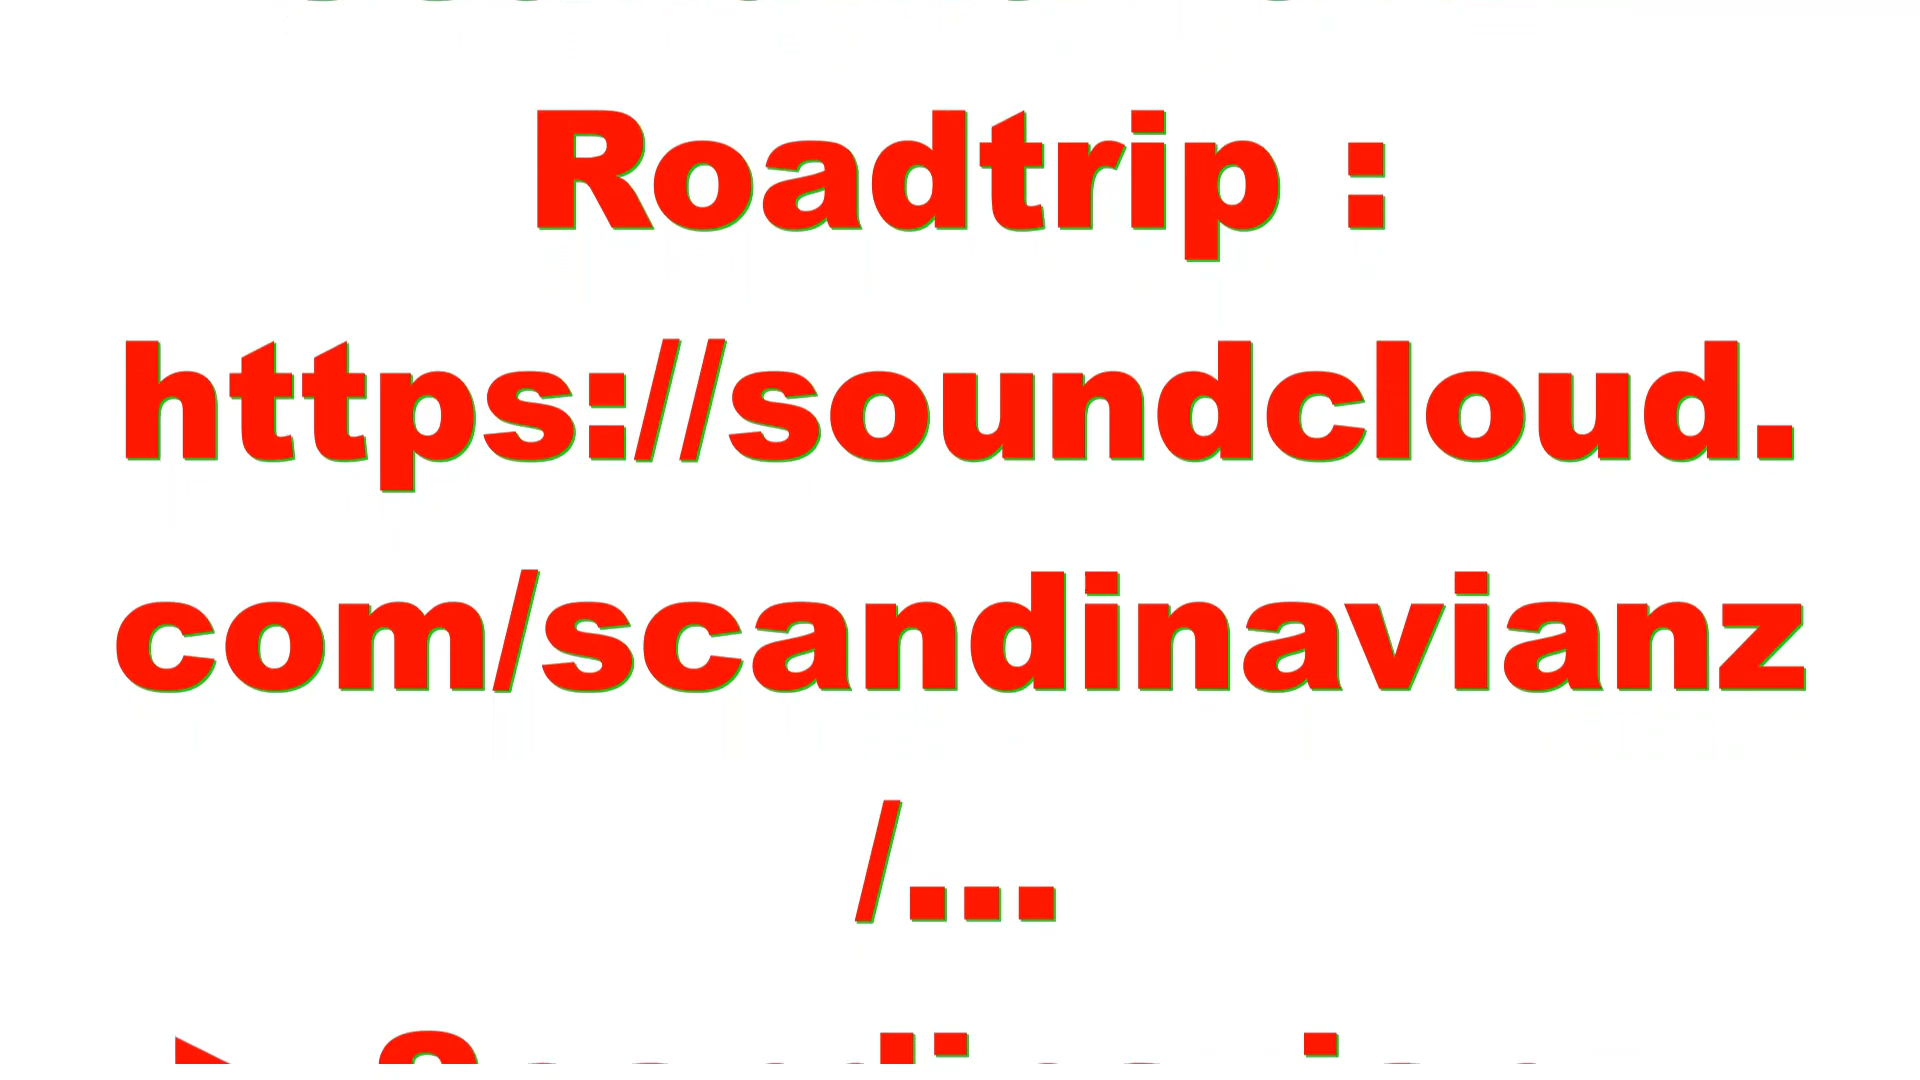 Roadtrip :
https://soundcloud.
com/scandinavianz
/...